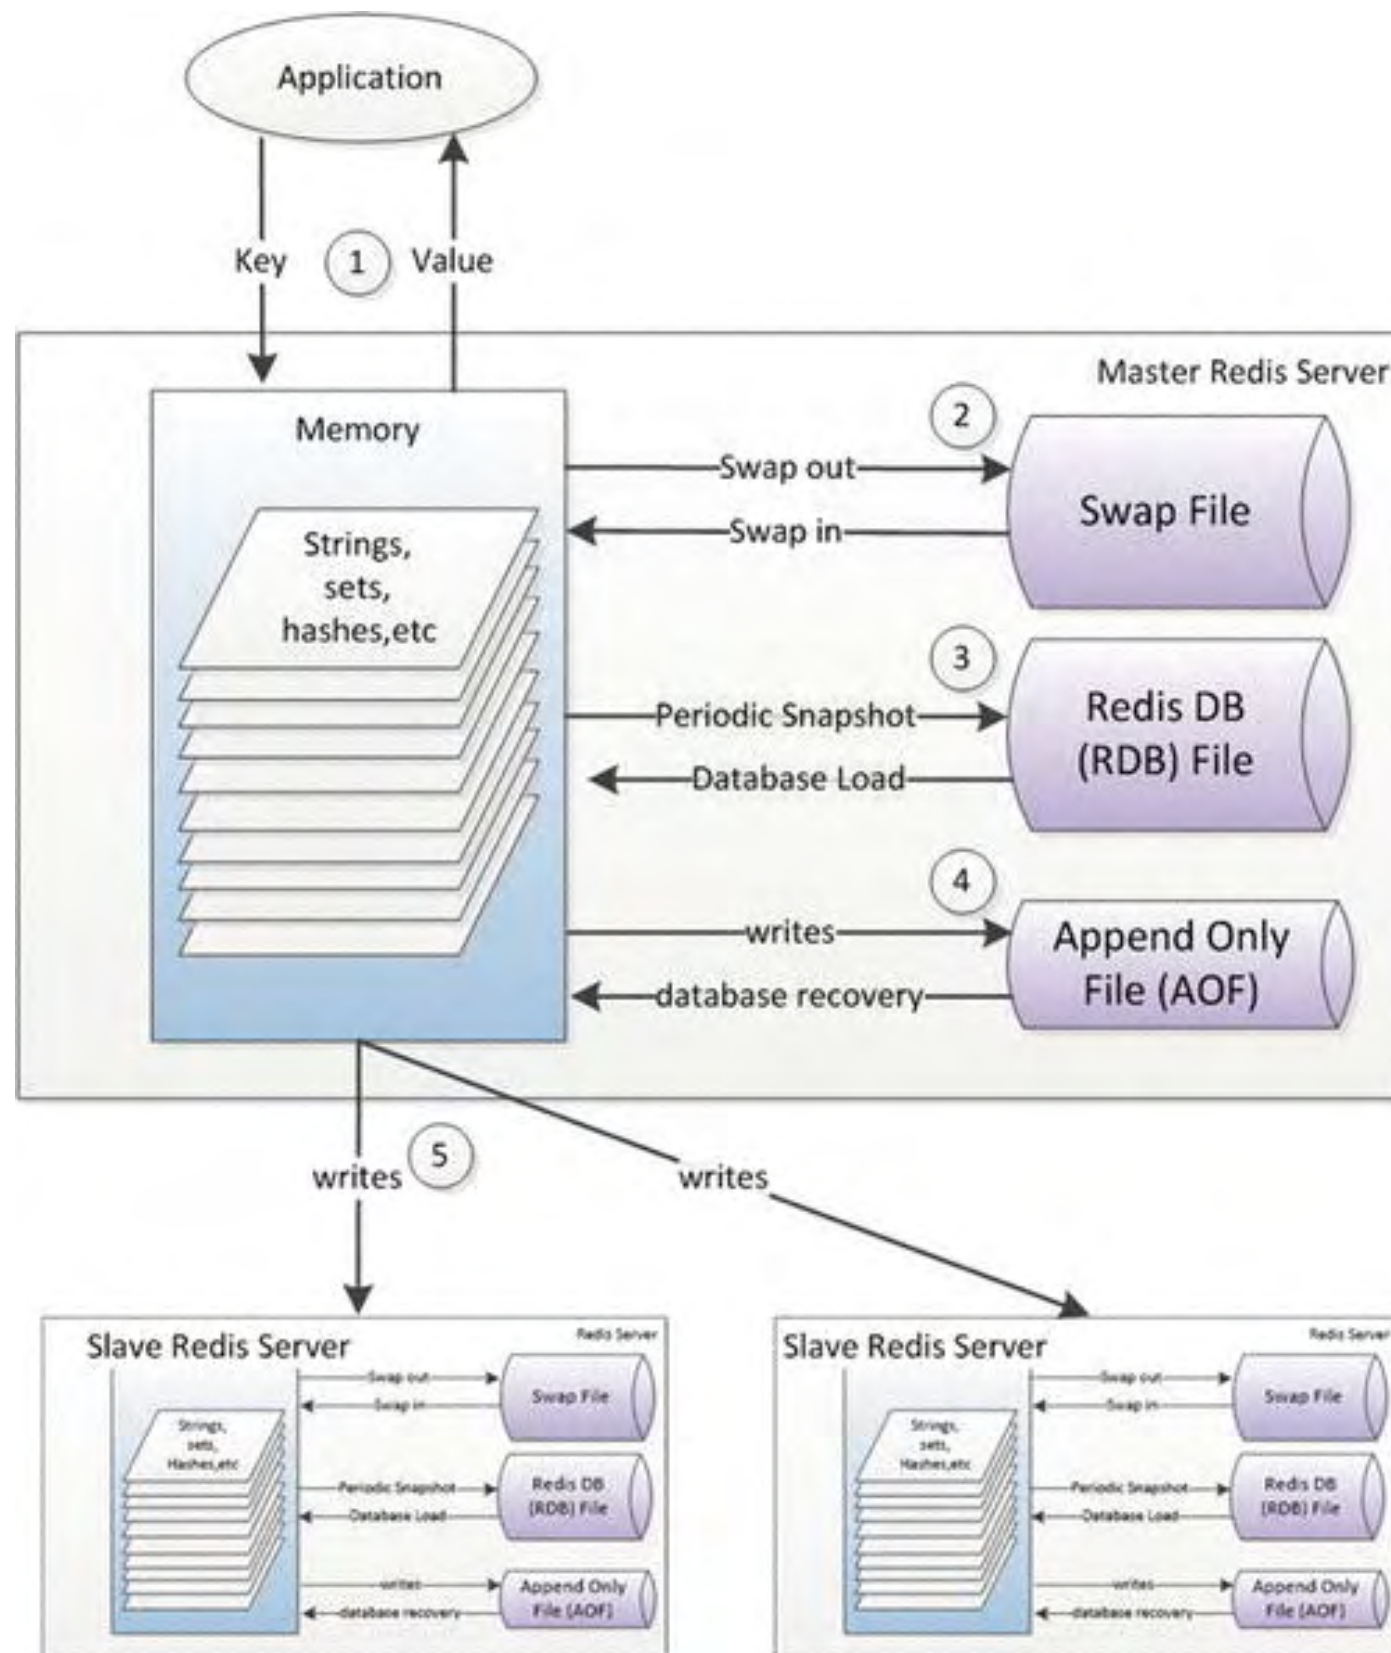 Application
Key
1
Value
Master Redis Server
Memory
2
Swap out
Swap in
Swap File
Strings,
sets,
hashes,etc
3
Periodic Snapshot
Database Load
Redis DB
(RDB) File
4
writes
database recovery
Append Only
File (AOF)
5
writes
writes
Slave Redis Server
Redis Server
Swap out
Swap in
Swap File
Strings,
sets,
Hashes,etc
Periodic Snapshot
Database Load
Redis DB
(RDB) File
writes
database recovery
Append Only
File (AOF)
Slave Redis Server
Redis Server
Swap out
Swap in
Swap File
Strings,
sets,
Hashes,etc
Periodic Snapshot
Database Load
Redis DB
(RDB) File
writes
database recovery
Append Only
File (AOF)